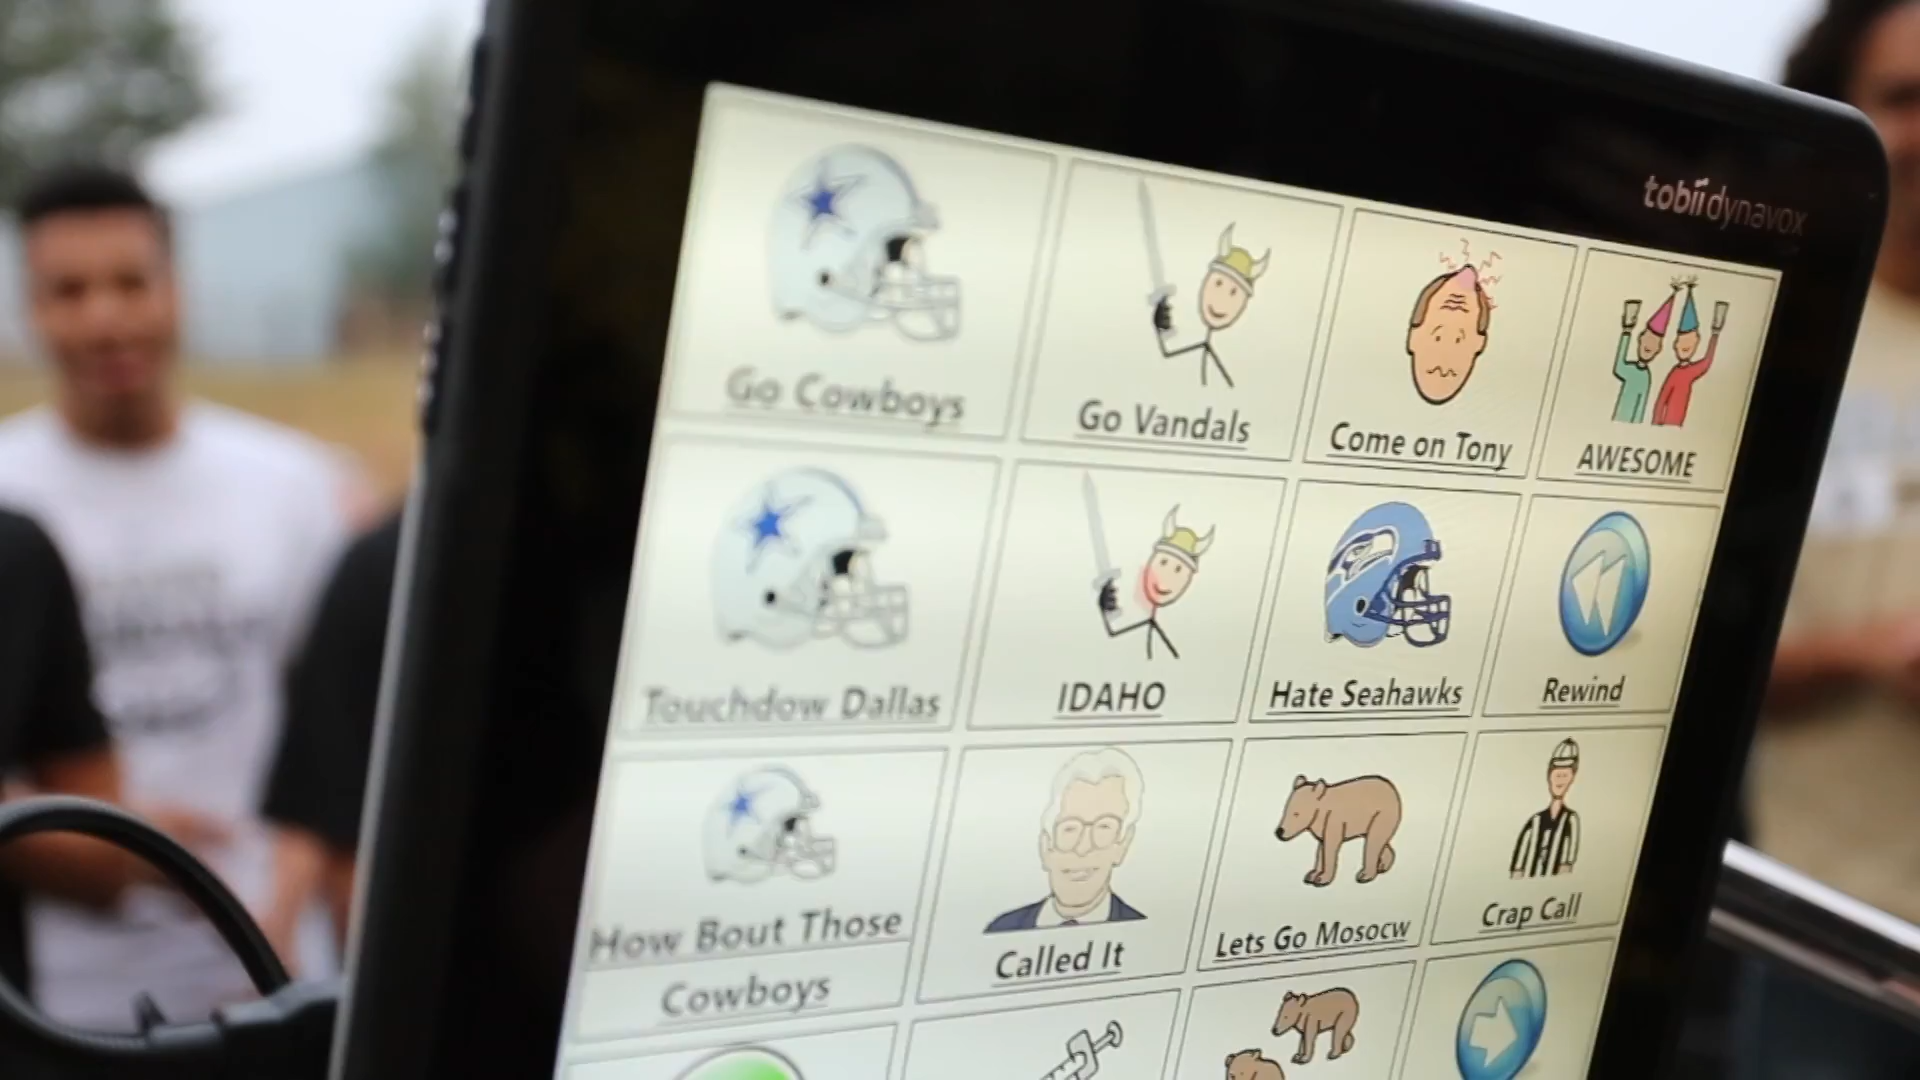 tobii dynavox
Go Cowboys
Go Vandals
Come on Tony
AWESOME
Touchdow Dallas
IDAHO
Hate Seahawks
Rewind
How Bout Those
Cowboys
Called It
Lets Go Mosocw
Crap Call